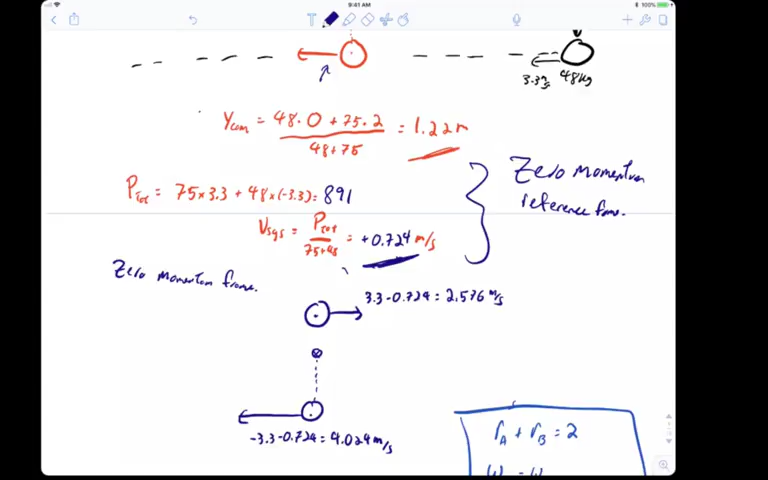 9:41 AM
100%
T
3.3 m/s 48kg
Ycom = 48.0 + 75.2 / 48+75 = 1.22m
PTot = 75×3.3 + 48×(-3.3) = 891
Zero momentum
reference frame.
Vsys = PTot / 75+48 = +0.724 m/s
Zero momentum frame.
3.3-0.724 = 2.576 m/s
-3.3-0.724 = 4.024 m/s
rA + rB = 2